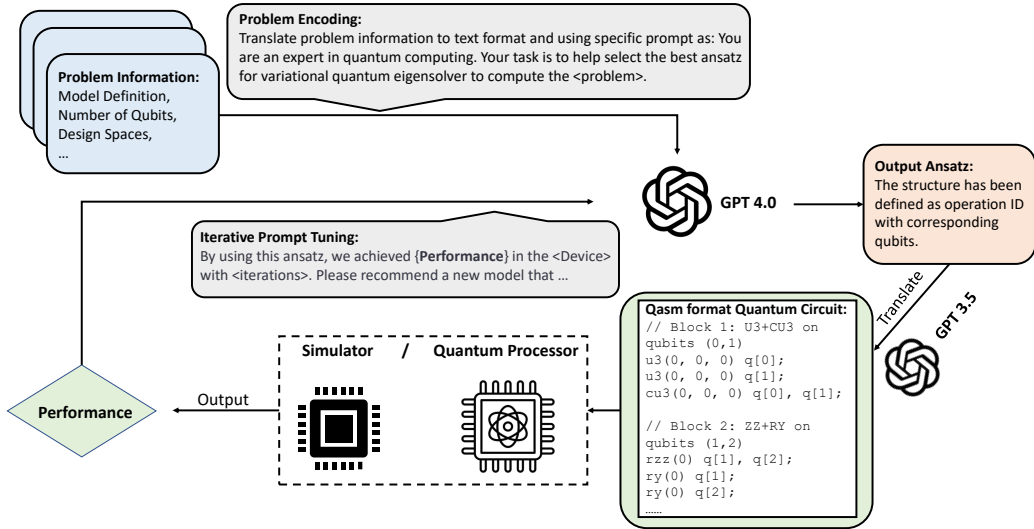 Problem Encoding:
Translate problem information to text format and using specific prompt as: You
are an expert in quantum computing. Your task is to help select the best ansatz
for variational quantum eigensolver to compute the <problem>.
Problem Information:
Model Definition,
Number of Qubits,
Design Spaces,
…
GPT 4.0
Output Ansatz:
The structure has been
defined as operation ID
with corresponding
qubits.
Iterative Prompt Tuning:
By using this ansatz, we achieved {Performance} in the <Device>
with <iterations>. Please recommend a new model that …
Translate
GPT 3.5
Qasm format Quantum Circuit:
// Block 1: U3+CU3 on
qubits (0,1)
u3(0, 0, 0) q[0];
u3(0, 0, 0) q[1];
cu3(0, 0, 0) q[0], q[1];
// Block 2: ZZ+RY on
qubits (1,2)
rzz(0) q[1], q[2];
ry(0) q[1];
ry(0) q[2];
……
Simulator / Quantum Processor
Output
Performance